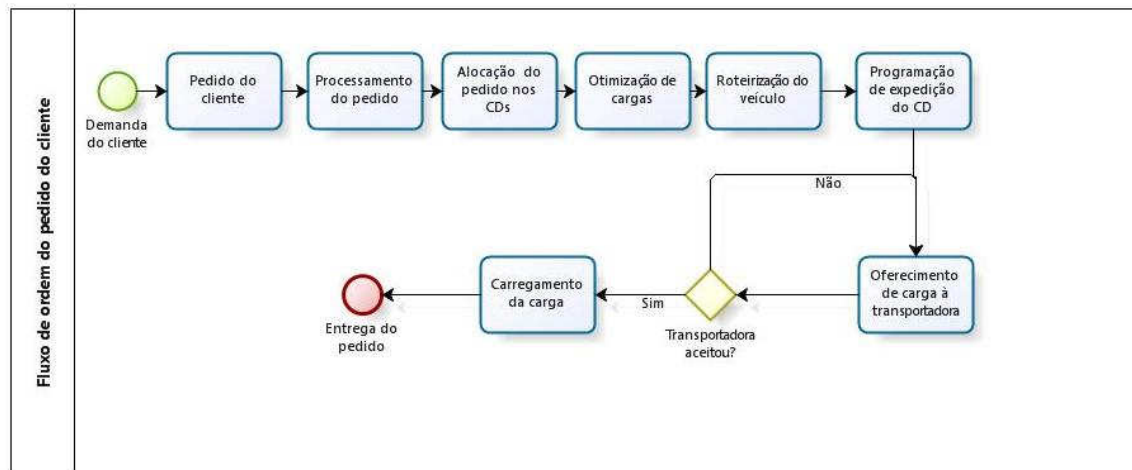 Fluxo de ordem do pedido do cliente
Demanda
do cliente
Pedido do
cliente
Processamento
do pedido
Alocação do
pedido nos
CDs
Otimização de
cargas
Roteirização do
veículo
Programação
de expedição
do CD
Não
Oferecimento
de carga à
transportadora
Transportadora
aceitou?
Sim
Carregamento
da carga
Entrega do
pedido